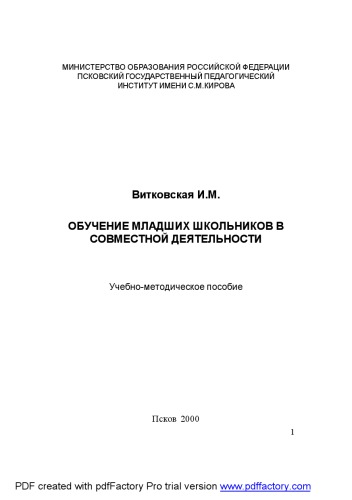 МИНИСТЕРСТВО ОБРАЗОВАНИЯ РОССИЙСКОЙ ФЕДЕРАЦИИ
ПСКОВСКИЙ ГОСУДАРСТВЕННЫЙ ПЕДАГОГИЧЕСКИЙ
ИНСТИТУТ ИМЕНИ С.М.КИРОВА
Витковская И.М.
ОБУЧЕНИЕ МЛАДШИХ ШКОЛЬНИКОВ В
СОВМЕСТНОЙ ДЕЯТЕЛЬНОСТИ
Учебно-методическое пособие
Псков 2000
1
PDF created with pdfFactory Pro trial version www.pdffactory.com